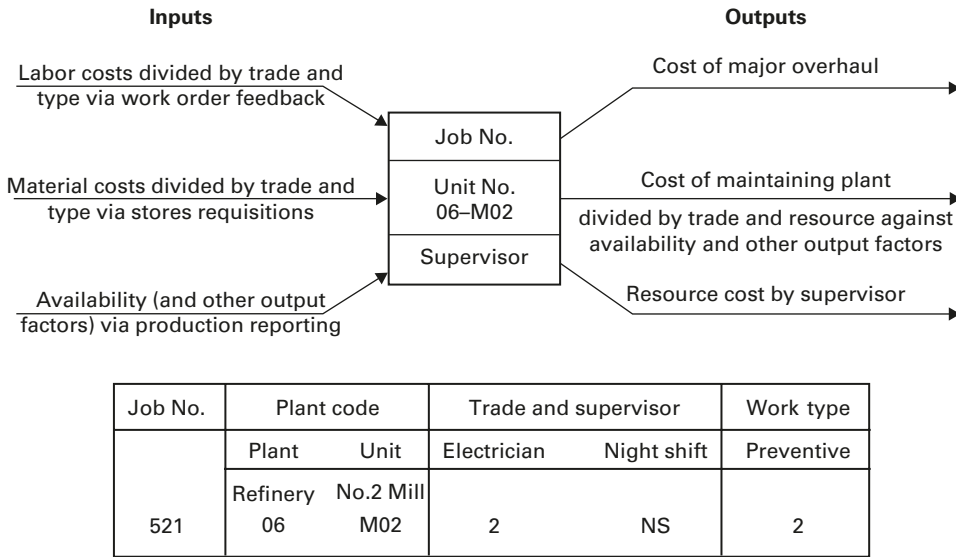 Inputs
Outputs
Labor costs divided by trade and
type via work order feedback
Material costs divided by trade and
type via stores requisitions
Availability (and other output
factors) via production reporting
Job No.
Unit No.
06–M02
Supervisor
Cost of major overhaul
Cost of maintaining plant
divided by trade and resource against
availability and other output factors
Resource cost by supervisor
Job No. Plant code Trade and supervisor Work type
Plant Unit Electrician Night shift Preventive
Refinery No.2 Mill
521 06 M02 2 NS 2